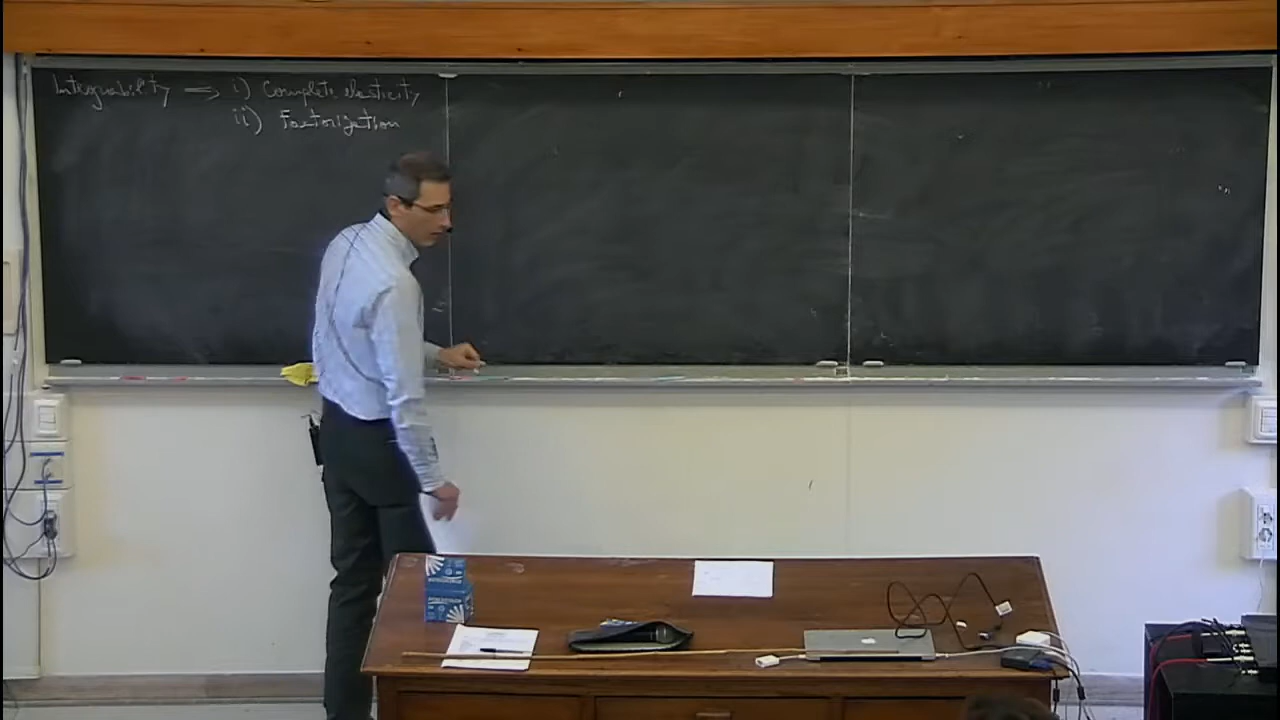 Integrability ⇒ i) Complete elasticity
ii) Factorization